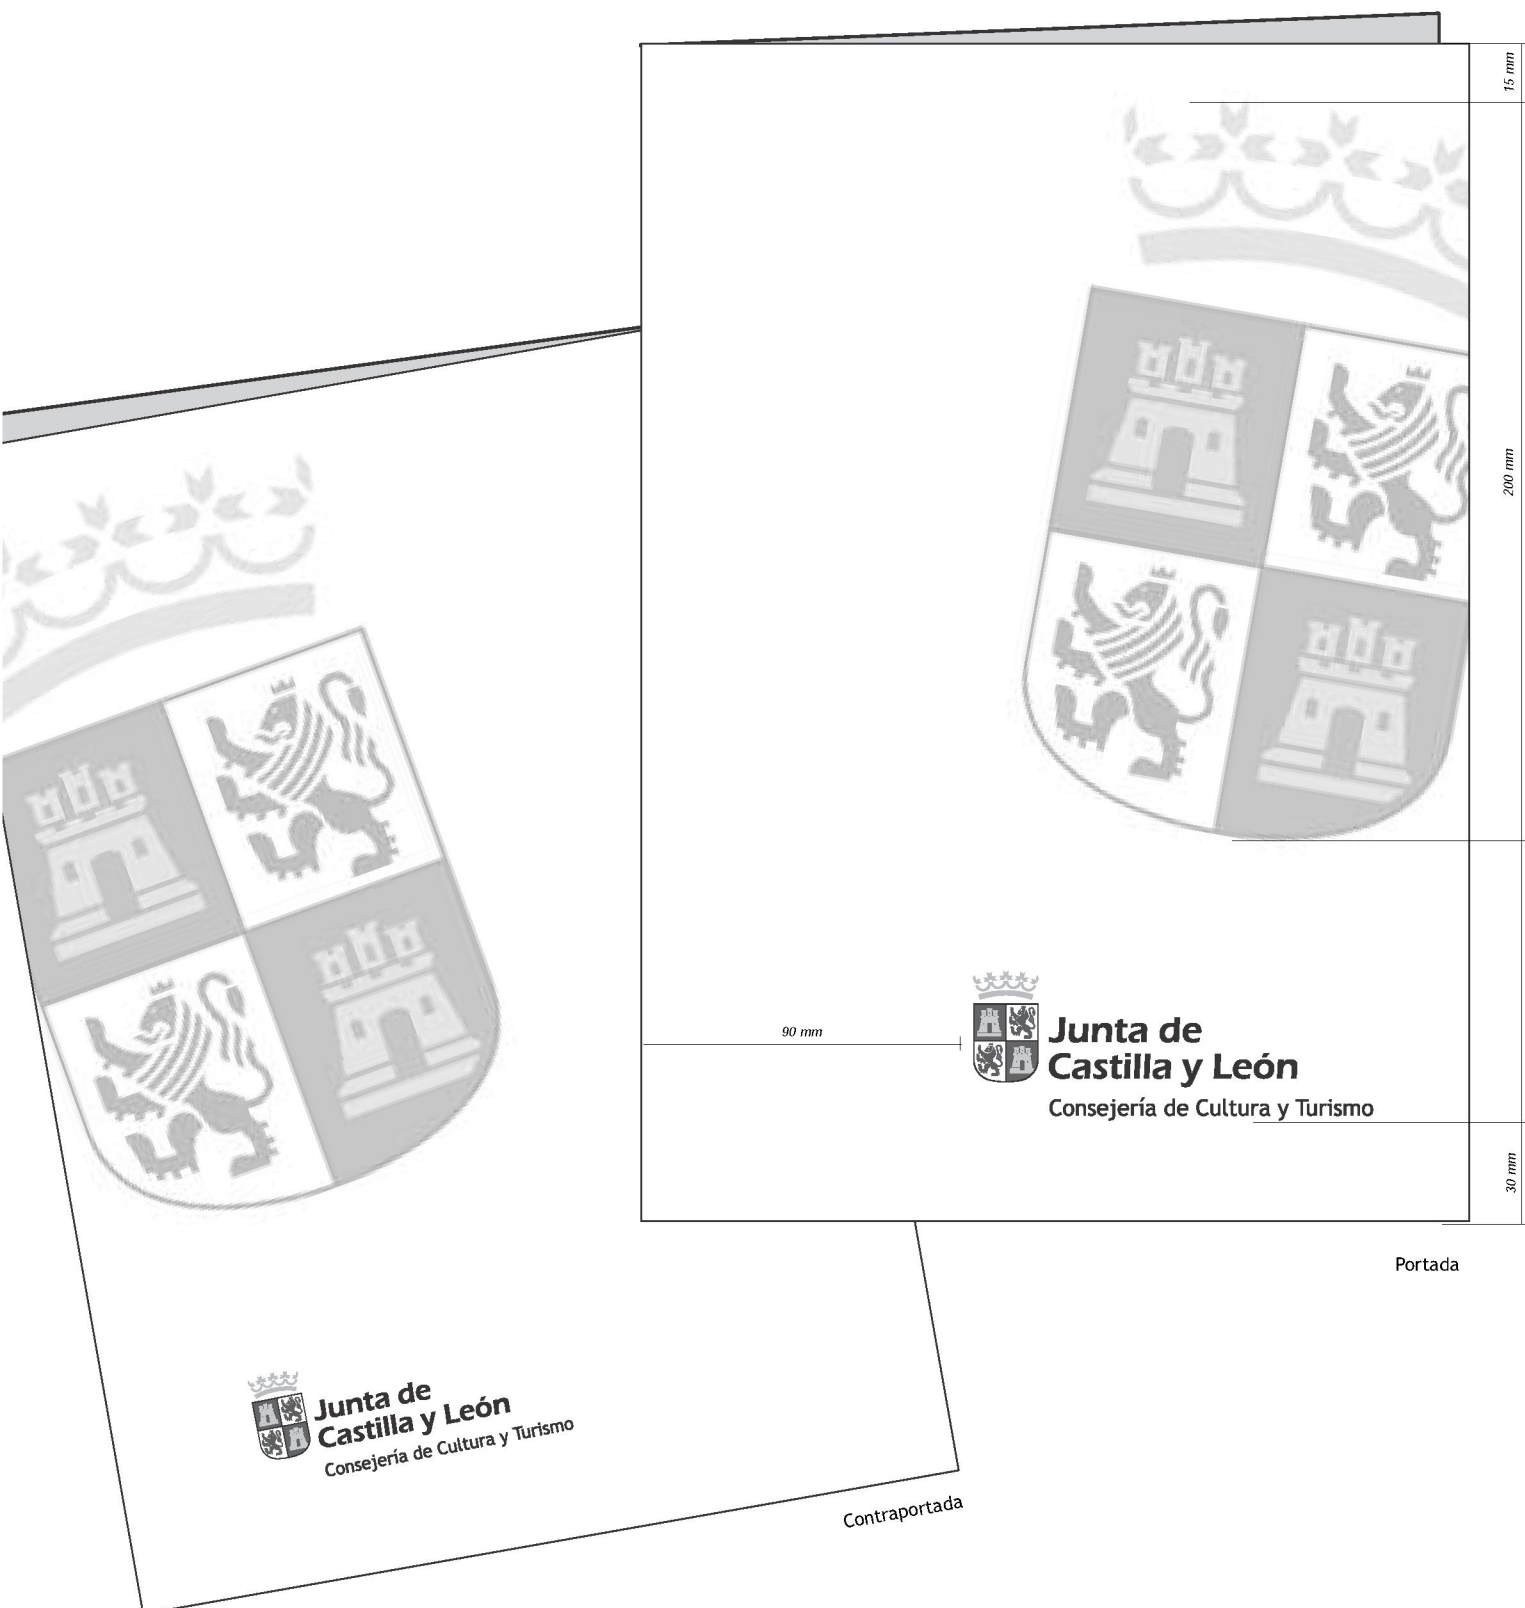 15 mm
200 mm
90 mm
Junta de
Castilla y León
Consejería de Cultura y Turismo
30 mm
Portada
Junta de
Castilla y León
Consejería de Cultura y Turismo
Contraportada